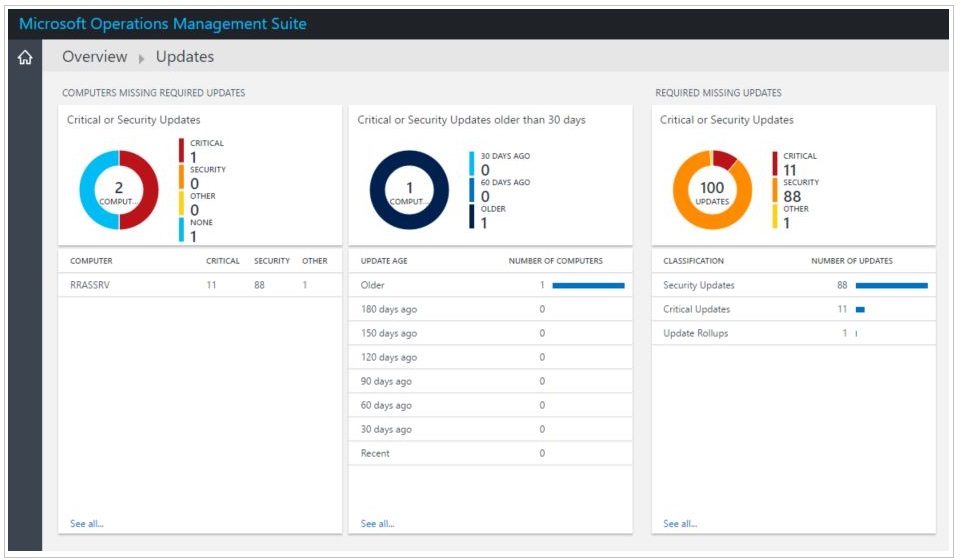 Microsoft Operations Management Suite
Overview Updates
COMPUTERS MISSING REQUIRED UPDATES
Critical or Security Updates
2
COMPUT...
CRITICAL
1
SECURITY
0
OTHER
0
NONE
1
COMPUTER CRITICAL SECURITY OTHER
RRASSRV 11 88 1
See all...
Critical or Security Updates older than 30 days
1
COMPUT...
30 DAYS AGO
0
60 DAYS AGO
0
OLDER
1
UPDATE AGE NUMBER OF COMPUTERS
Older 1
180 days ago 0
150 days ago 0
120 days ago 0
90 days ago 0
60 days ago 0
30 days ago 0
Recent 0
See all...
REQUIRED MISSING UPDATES
Critical or Security Updates
100
UPDATES
CRITICAL
11
SECURITY
88
OTHER
1
CLASSIFICATION NUMBER OF UPDATES
Security Updates 88
Critical Updates 11
Update Rollups 1
See all...